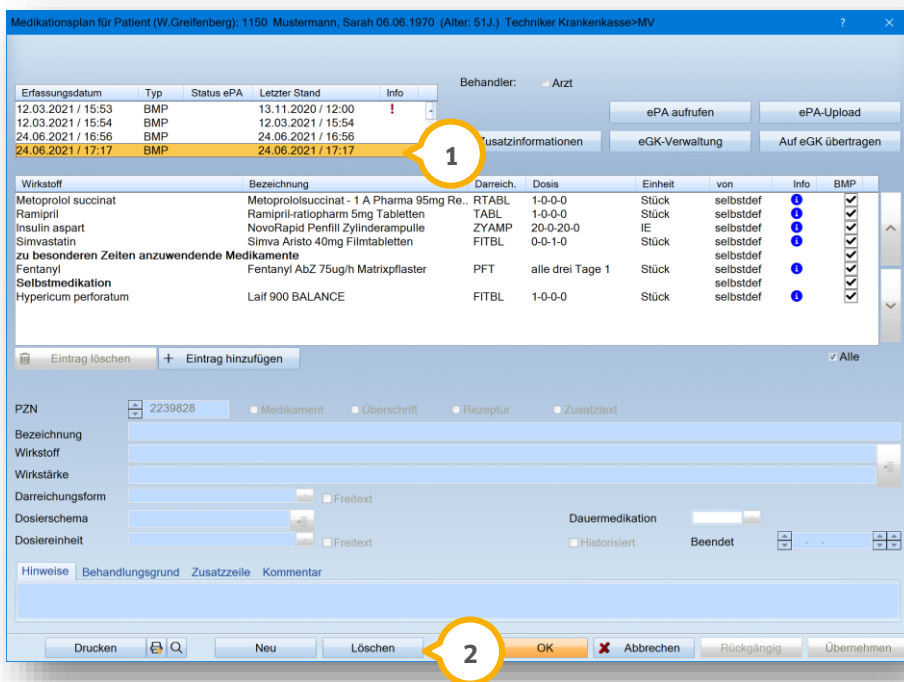 Medikationsplan für Patient (W.Greifenberg): 1150 Mustermann, Sarah 06.06.1970 (Alter: 51J.) Techniker Krankenkasse>MV ? ×
Behandler: Arzt
Erfassungsdatum Typ Status ePA Letzter Stand Info
12.03.2021 / 15:53 BMP 13.11.2020 / 12:00 !
12.03.2021 / 15:54 BMP 12.03.2021 / 15:54
24.06.2021 / 16:56 BMP 24.06.2021 / 16:56
24.06.2021 / 17:17 BMP 24.06.2021 / 17:17
1
ePA aufrufen ePA-Upload
Zusatzinformationen eGK-Verwaltung Auf eGK übertragen
Wirkstoff Bezeichnung Darreich. Dosis Einheit von Info BMP
Metoprolol succinat Metoprololsuccinat - 1 A Pharma 95mg Re.. RTABL 1-0-0-0 Stück selbstdef
Ramipril Ramipril-ratiopharm 5mg Tabletten TABL 1-0-0-0 Stück selbstdef
Insulin aspart NovoRapid Penfill Zylinderampulle ZYAMP 20-0-20-0 IE selbstdef
Simvastatin Simva Aristo 40mg Filmtabletten FITBL 0-0-1-0 Stück selbstdef
zu besonderen Zeiten anzuwendende Medikamente selbstdef
Fentanyl Fentanyl AbZ 75ug/h Matrixpflaster PFT alle drei Tage 1 Stück selbstdef
Selbstmedikation selbstdef
Hypericum perforatum Laif 900 BALANCE FITBL 1-0-0-0 Stück selbstdef
Eintrag löschen + Eintrag hinzufügen Alle
PZN 2239828 Medikament Überschrift Rezeptur Zusatztext
Bezeichnung
Wirkstoff
Wirkstärke
Darreichungsform Freitext
Dosierschema Dauermedikation
Dosiereinheit Freitext Historisiert Beendet . .
Hinweise Behandlungsgrund Zusatzzeile Kommentar
Drucken Neu Löschen 2 OK Abbrechen Rückgängig Übernehmen